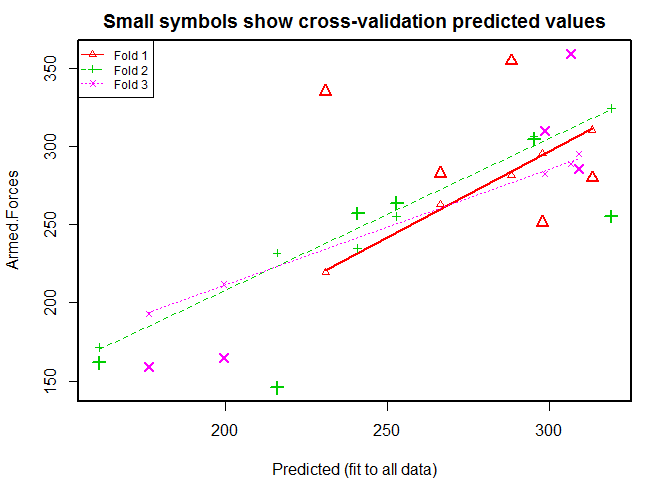 Small symbols show cross-validation predicted values
Fold 1
Fold 2
Fold 3
Armed.Forces
350
300
250
200
150
200 250 300
Predicted (fit to all data)